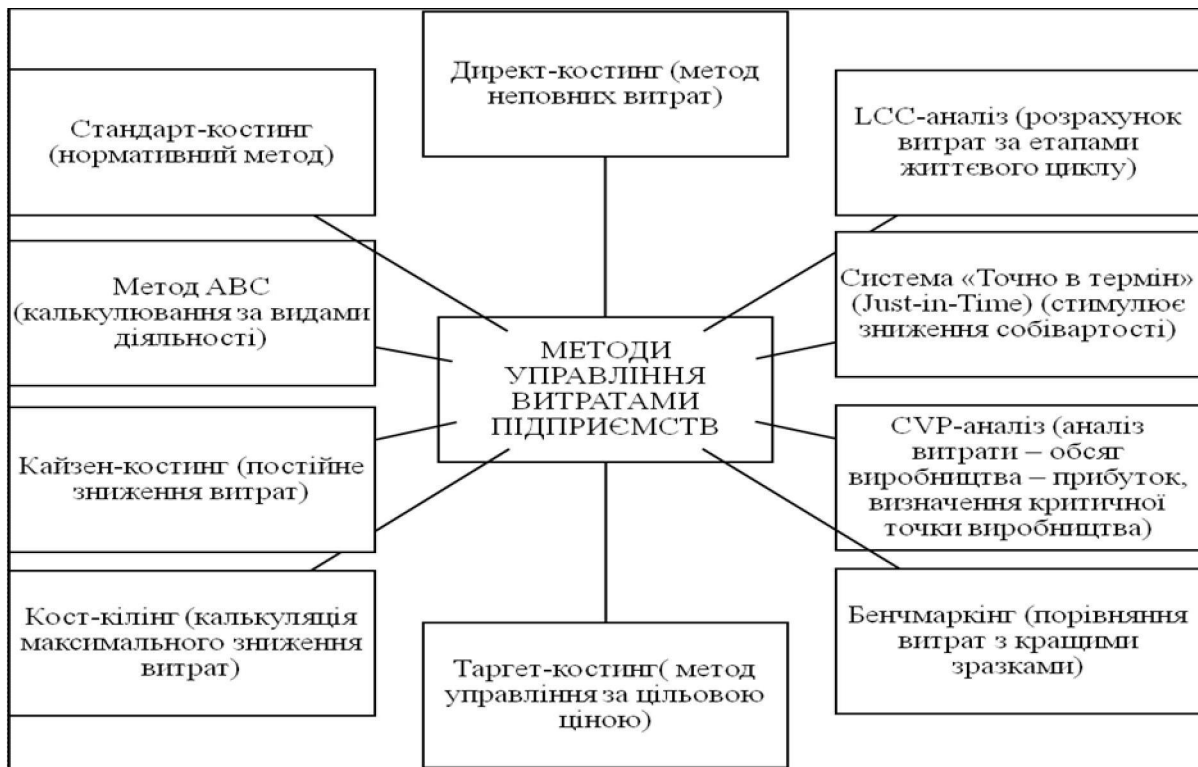 Директ-костинг (метод
неповних витрат)
Стандарт-костинг
(нормативний метод)
LCC-аналіз (розрахунок
витрат за етапами
життєвого циклу)
Метод АВС
(калькулювання за видами
діяльності)
Система «Точно в термін»
(Just-in-Time) (стимулює
зниження собівартості)
МЕТОДИ
УПРАВЛІННЯ
ВИТРАТАМИ
ПІДПРИЄМСТВ
Кайзен-костинг (постійне
зниження витрат)
CVP-аналіз (аналіз
витрати – обсяг
виробництва – прибуток,
визначення критичної
точки виробництва)
Кост-кілінг (калькуляція
максимального зниження
витрат)
Таргет-костинг( метод
управління за цільовою
ціною)
Бенчмаркінг (порівняння
витрат з кращими
зразками)